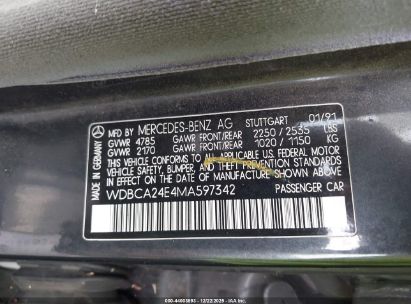 MADE IN GERMANY
MFD BY MERCEDES-BENZ AG STUTTGART 01/91
GVWR 4785 GAWR FRONT/REAR 2250 / 2535 LBS
GVWR 2170 GAWR FRONT/REAR 1020 / 1150 KG
THIS VEHICLE CONFORMS TO ALL APPLICABLE U.S. FEDERAL MOTOR
VEHICLE SAFETY, BUMPER, AND THEFT PREVENTION STANDARDS
IN EFFECT ON THE DATE OF MANUFACTURE SHOWN ABOVE.
WDBCA24E4MA597342 PASSENGER CAR